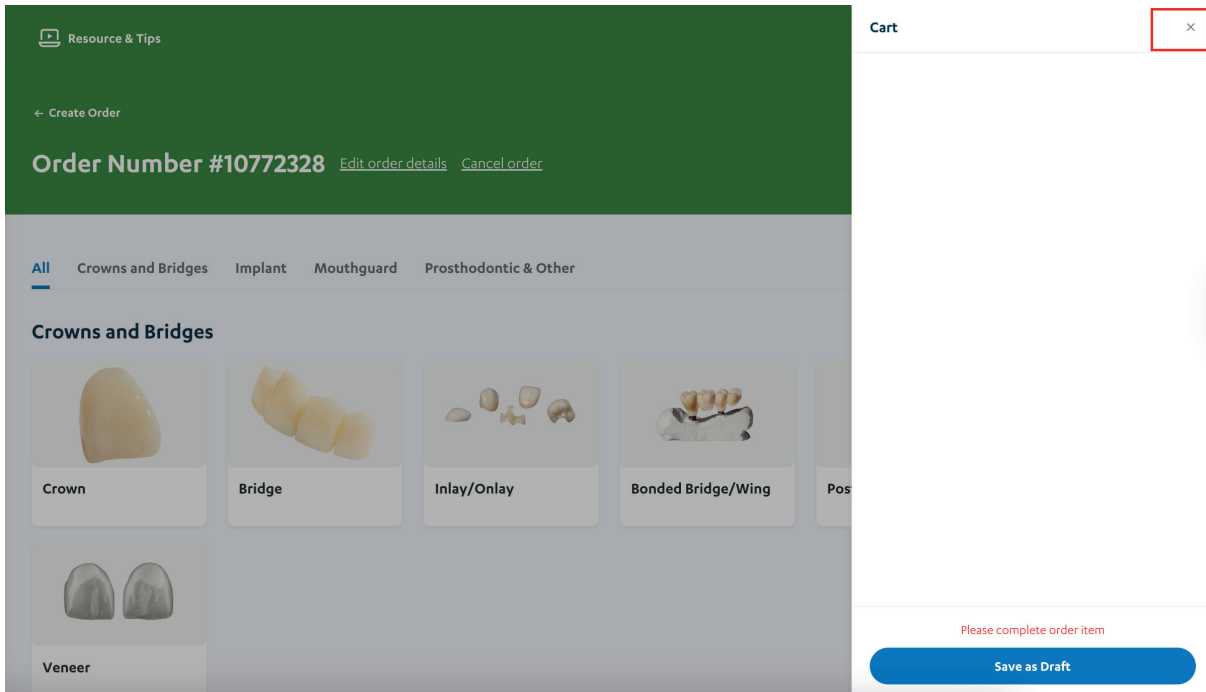 Resource & Tips
← Create Order
Order Number #10772328 Edit order details Cancel order
All Crowns and Bridges Implant Mouthguard Prosthodontic & Other
Crowns and Bridges
Crown Bridge Inlay/Onlay Bonded Bridge/Wing Pos
Veneer
Cart ×
Please complete order item
Save as Draft